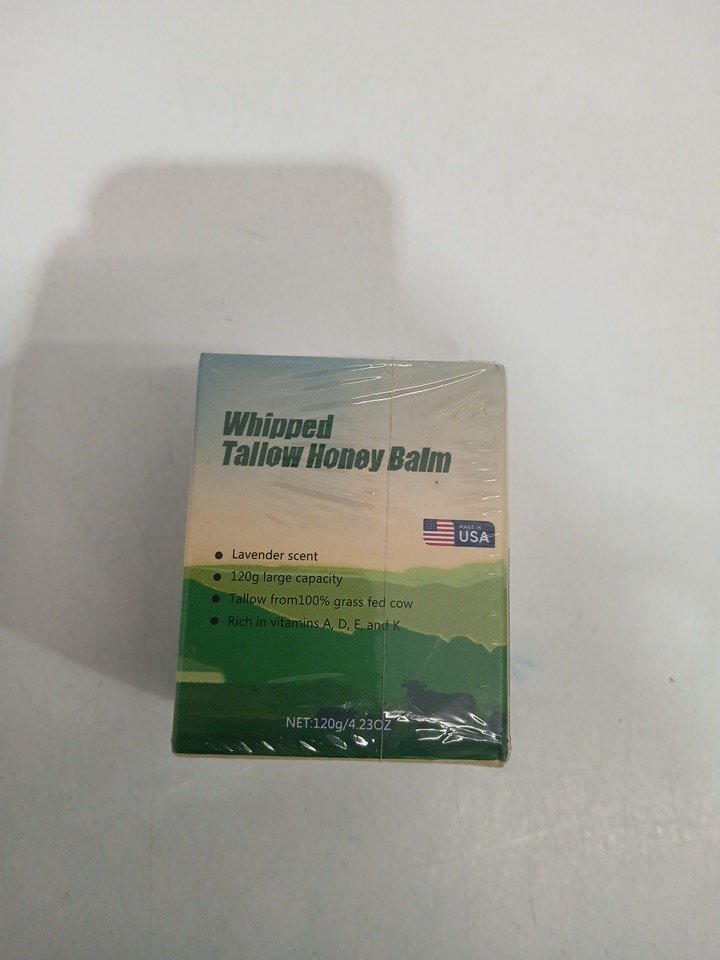 Whipped
Tallow Honey Balm
MADE IN
USA
● Lavender scent
● 120g large capacity
● Tallow from100% grass fed cow
● Rich in vitamins A, D, E, and K
NET:120g/4.23OZ